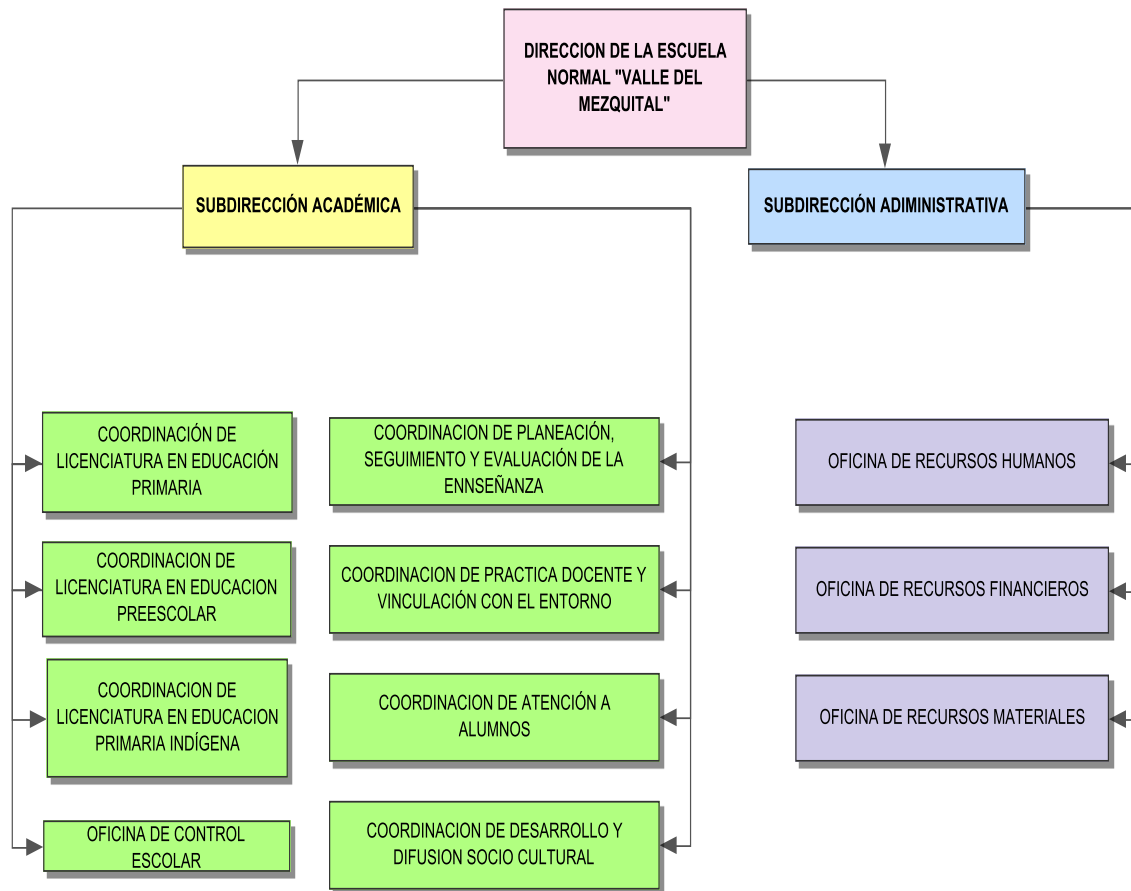 DIRECCION DE LA ESCUELA
NORMAL "VALLE DEL
MEZQUITAL"
SUBDIRECCIÓN ACADÉMICA
SUBDIRECCIÓN ADIMINISTRATIVA
COORDINACIÓN DE
LICENCIATURA EN EDUCACIÓN
PRIMARIA
COORDINACION DE
LICENCIATURA EN EDUCACION
PREESCOLAR
COORDINACION DE
LICENCIATURA EN EDUCACION
PRIMARIA INDÍGENA
OFICINA DE CONTROL
ESCOLAR
COORDINACION DE PLANEACIÓN,
SEGUIMIENTO Y EVALUACIÓN DE LA
ENNSEÑANZA
COORDINACION DE PRACTICA DOCENTE Y
VINCULACIÓN CON EL ENTORNO
COORDINACION DE ATENCIÓN A
ALUMNOS
COORDINACION DE DESARROLLO Y
DIFUSION SOCIO CULTURAL
OFICINA DE RECURSOS HUMANOS
OFICINA DE RECURSOS FINANCIEROS
OFICINA DE RECURSOS MATERIALES